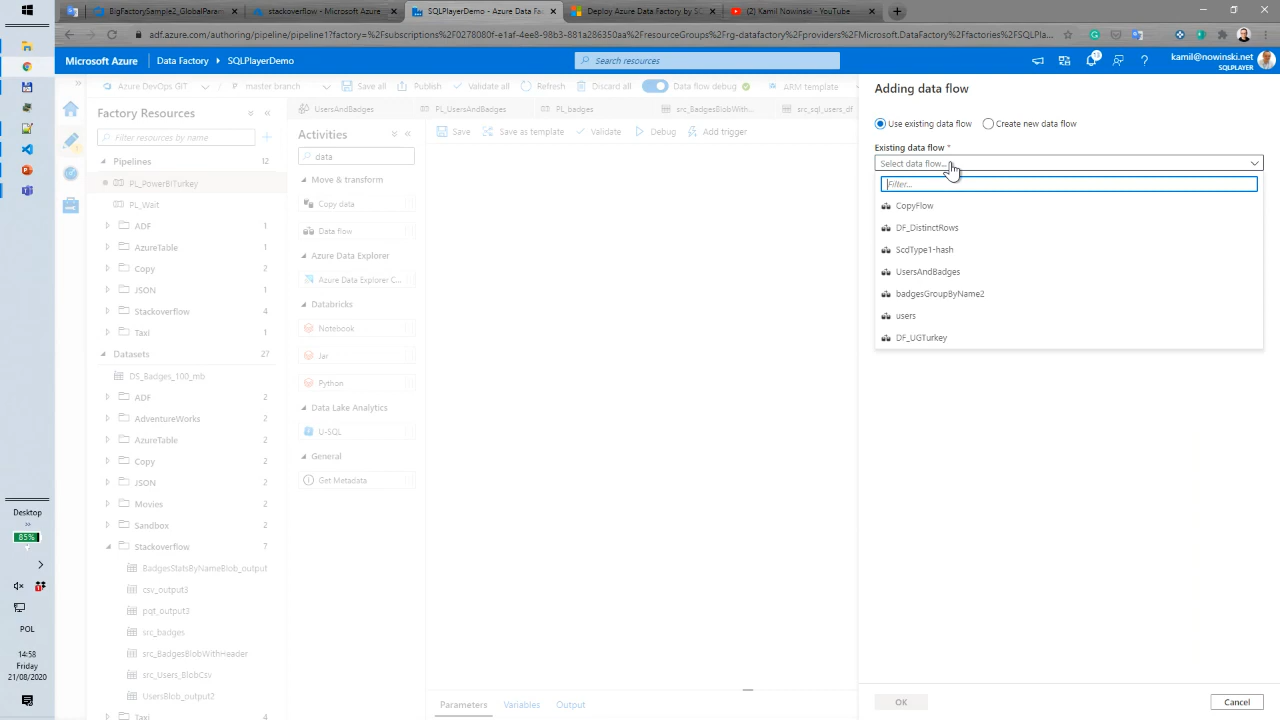 BigFactorySample2_GlobalParam
stackoverflow - Microsoft Azure
SQLPlayerDemo - Azure Data Fac
Deploy Azure Data Factory by SQ
(1) Kamil Nowinski - YouTube
adf.azure.com/authoring/pipeline/pipeline1?factory=%2Fsubscriptions%2F0278080f-e1af-4ee8-98b3-881a286350aa%2FresourceGroups%2Frg-datafactory%2Fproviders%2FMicrosoft.DataFactory%2Ffactories%2FSQL
Microsoft Azure
Data Factory
SQLPlayerDemo
Search resources
13
kamil@nowinski.net
SQLPLAYER
Azure DevOps GIT
master branch
Save all
Publish
Validate all
Refresh
Discard all
Data flow debug
ARM template
Factory Resources
Filter resources by name
Pipelines 12
PL_PowerBITurkey
PL_Wait
ADF 1
AzureTable 1
Copy 2
JSON 1
Stackoverflow 4
Taxi 1
Datasets 27
DS_Badges_100_mb
ADF 2
AdventureWorks 2
AzureTable 2
Copy 2
JSON 2
Movies 2
Sandbox 2
Stackoverflow 7
BadgesStatsByNameBlob_output
csv_output3
pqt_output3
src_badges
src_BadgesBlobWithHeader
src_Users_BlobCsv
UsersBlob_output2
Taxi 4
UsersAndBadges
PL_UsersAndBadges
PL_badges
src_BadgesBlobWith...
src_sql_users_df
Activities
data
Move & transform
Copy data
Data flow
Azure Data Explorer
Azure Data Explorer C...
Databricks
Notebook
Jar
Python
Data Lake Analytics
U-SQL
General
Get Metadata
Save
Save as template
Validate
Debug
Add trigger
Parameters
Variables
Output
Adding data flow
Use existing data flow
Create new data flow
Existing data flow *
Select data flow...
Filter...
CopyFlow
DF_DistinctRows
ScdType1-hash
UsersAndBadges
badgesGroupByName2
users
DF_UGTurkey
OK
Cancel
Desktop
85%
POL
14:58
Friday
21/08/2020